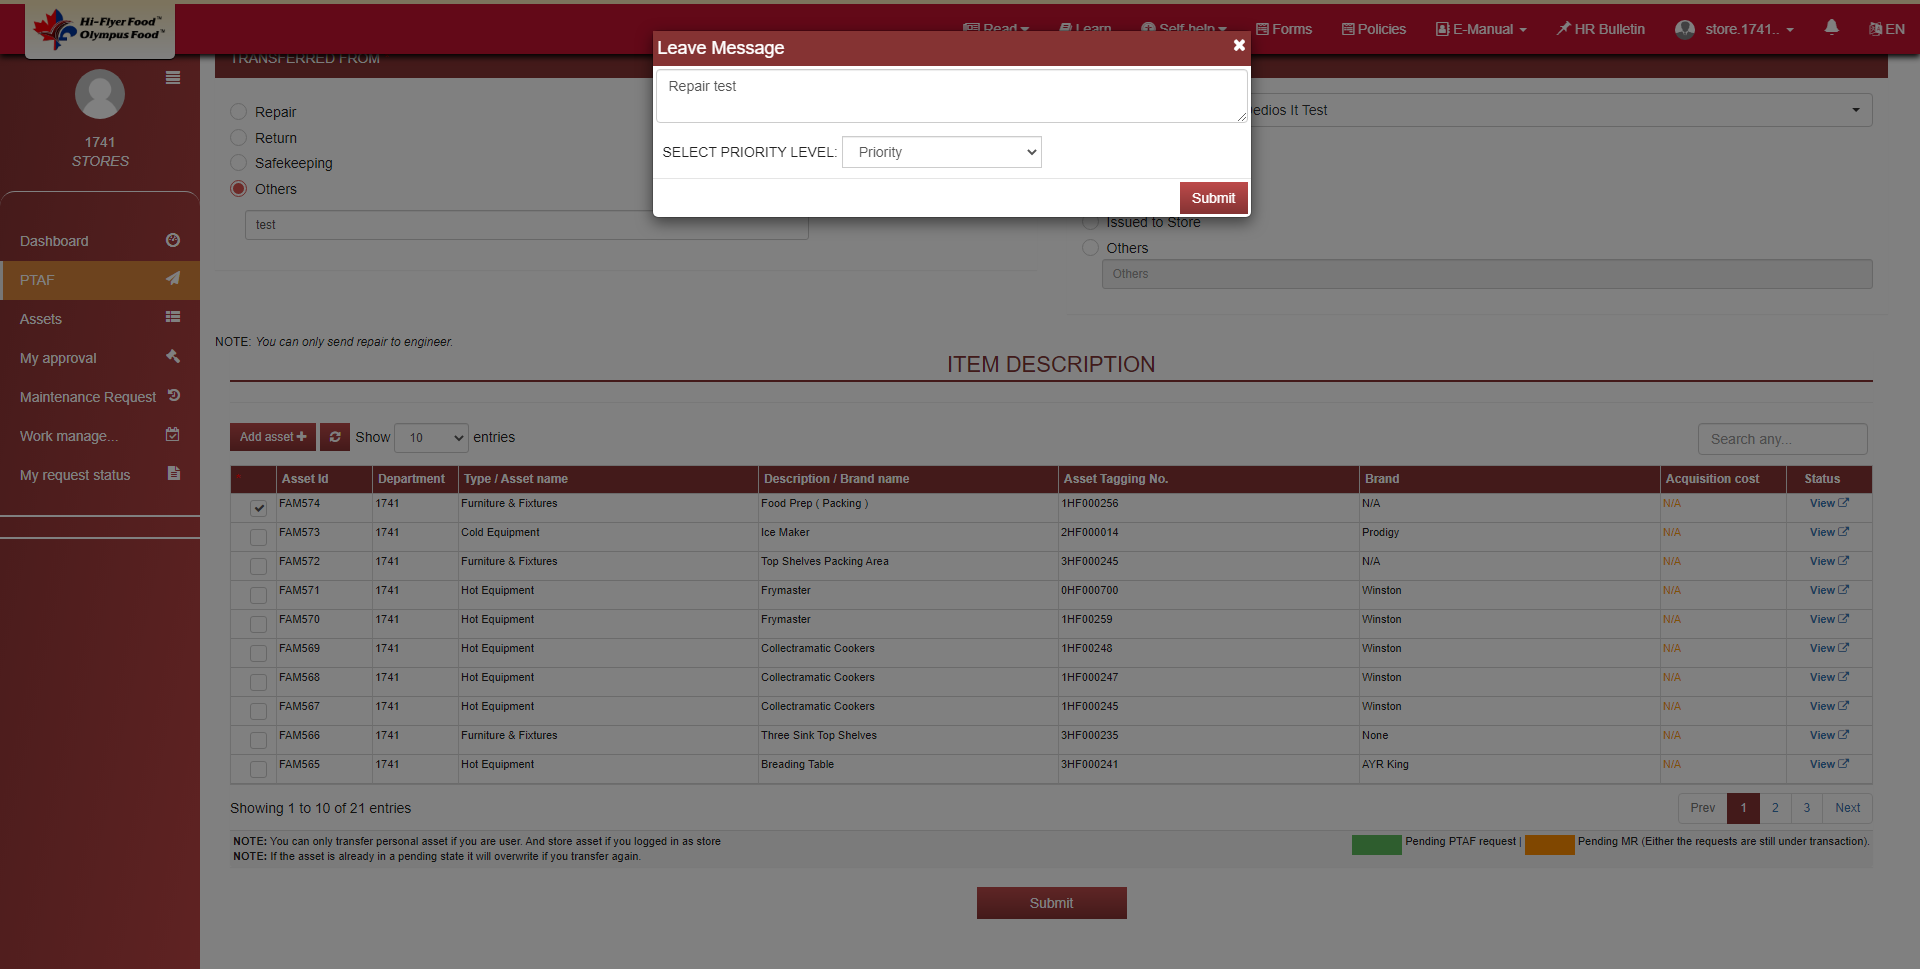 Hi-Flyer Food™
Olympus Food™
Read
Learn
Self-help
Forms
Policies
E-Manual
HR Bulletin
store.1741..
EN
Leave Message
Repair test
SELECT PRIORITY LEVEL: Priority
Submit
1741
STORES
Dashboard
PTAF
Assets
My approval
Maintenance Request
Work manage...
My request status
TRANSFERRED FROM
Repair
Return
Safekeeping
Others
test
It Test
Issued to Store
Others
Others
NOTE: You can only send repair to engineer.
ITEM DESCRIPTION
Add asset Show 10 entries
Search any...
Asset Id Department Type / Asset name Description / Brand name Asset Tagging No. Brand Acquisition cost Status
FAM574 1741 Furniture & Fixtures Food Prep ( Packing ) 1HF000256 N/A N/A View
FAM573 1741 Cold Equipment Ice Maker 2HF000014 Prodigy N/A View
FAM572 1741 Furniture & Fixtures Top Shelves Packing Area 3HF000245 N/A N/A View
FAM571 1741 Hot Equipment Frymaster 0HF000700 Winston N/A View
FAM570 1741 Hot Equipment Frymaster 1HF00259 Winston N/A View
FAM569 1741 Hot Equipment Collectramatic Cookers 1HF00248 Winston N/A View
FAM568 1741 Hot Equipment Collectramatic Cookers 1HF000247 Winston N/A View
FAM567 1741 Hot Equipment Collectramatic Cookers 1HF000245 Winston N/A View
FAM566 1741 Furniture & Fixtures Three Sink Top Shelves 3HF000235 None N/A View
FAM565 1741 Hot Equipment Breading Table 3HF000241 AYR King N/A View
Showing 1 to 10 of 21 entries
Prev 1 2 3 Next
NOTE: You can only transfer personal asset if you are user. And store asset if you logged in as store
NOTE: If the asset is already in a pending state it will overwrite if you transfer again.
Pending PTAF request | Pending MR (Either the requests are still under transaction).
Submit